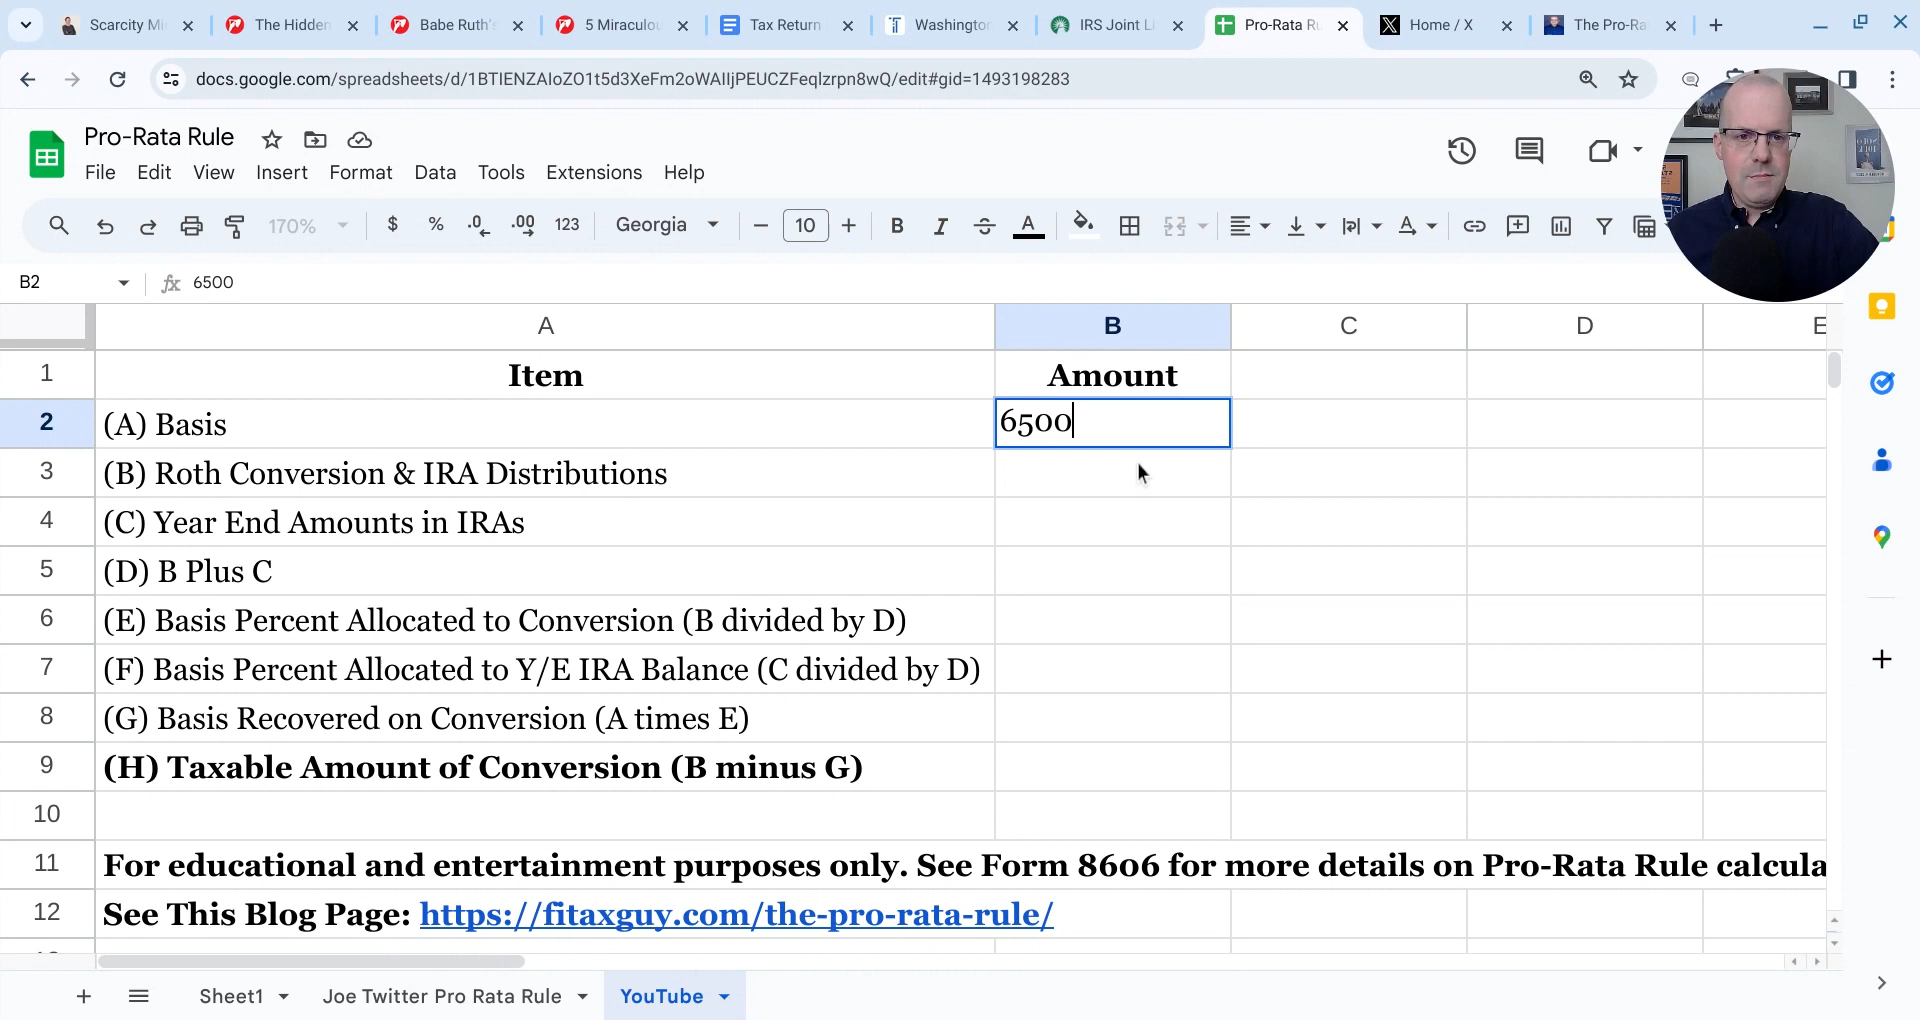 Scarcity Mi
The Hidden
Babe Ruth's
5 Miraculou
Tax Return
Washington
IRS Joint Li
Pro-Rata Ru
Home / X
The Pro-Ra
docs.google.com/spreadsheets/d/1BTIENZAIoZO1t5d3XeFm2oWAIIjPEUCZFeqlzrpn8wQ/edit#gid=1493198283
Pro-Rata Rule
File Edit View Insert Format Data Tools Extensions Help
170% $ % .0 .00 123 Georgia 10 B I S A
B2 fx 6500
A B C D E
1 Item Amount
2 (A) Basis 6500
3 (B) Roth Conversion & IRA Distributions
4 (C) Year End Amounts in IRAs
5 (D) B Plus C
6 (E) Basis Percent Allocated to Conversion (B divided by D)
7 (F) Basis Percent Allocated to Y/E IRA Balance (C divided by D)
8 (G) Basis Recovered on Conversion (A times E)
9 (H) Taxable Amount of Conversion (B minus G)
10
11 For educational and entertainment purposes only. See Form 8606 for more details on Pro-Rata Rule calcula
12 See This Blog Page: https://fitaxguy.com/the-pro-rata-rule/
Sheet1 Joe Twitter Pro Rata Rule YouTube